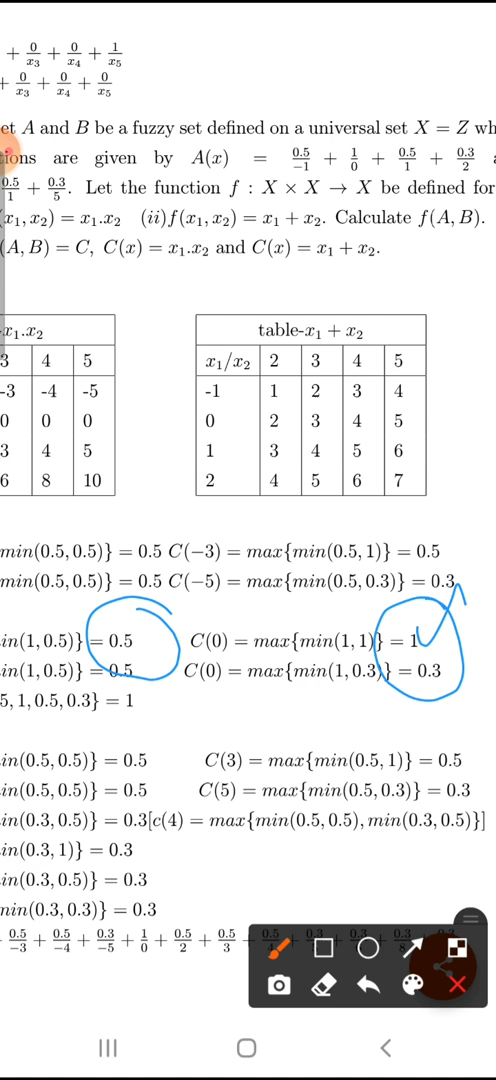 + 0/x3 + 0/x4 + 1/x5
+ 0/x3 + 0/x4 + 0/x5
et A and B be a fuzzy set defined on a universal set X = Z wh
tions are given by A(x) = 0.5/−1 + 1/0 + 0.5/1 + 0.3/2 a
0.5/1 + 0.3/5. Let the function f : X × X → X be defined for
(x1, x2) = x1.x2 (ii)f(x1, x2) = x1 + x2. Calculate f(A, B).
(A, B) = C, C(x) = x1.x2 and C(x) = x1 + x2.
x1.x2
3 4 5
-3 -4 -5
0 0 0
3 4 5
6 8 10
table-x1 + x2
x1/x2 2 3 4 5
-1 1 2 3 4
0 2 3 4 5
1 3 4 5 6
2 4 5 6 7
min(0.5, 0.5)} = 0.5 C(−3) = max{min(0.5, 1)} = 0.5
min(0.5, 0.5)} = 0.5 C(−5) = max{min(0.5, 0.3)} = 0.3
in(1, 0.5)} = 0.5 C(0) = max{min(1, 1)} = 1
in(1, 0.5)} = 0.5 C(0) = max{min(1, 0.3)} = 0.3
5, 1, 0.5, 0.3} = 1
in(0.5, 0.5)} = 0.5 C(3) = max{min(0.5, 1)} = 0.5
in(0.5, 0.5)} = 0.5 C(5) = max{min(0.5, 0.3)} = 0.3
in(0.3, 0.5)} = 0.3[c(4) = max{min(0.5, 0.5), min(0.3, 0.5)}]
in(0.3, 1)} = 0.3
in(0.3, 0.5)} = 0.3
min(0.3, 0.3)} = 0.3
0.5/−3 + 0.5/−4 + 0.3/−5 + 1/0 + 0.5/2 + 0.5/3